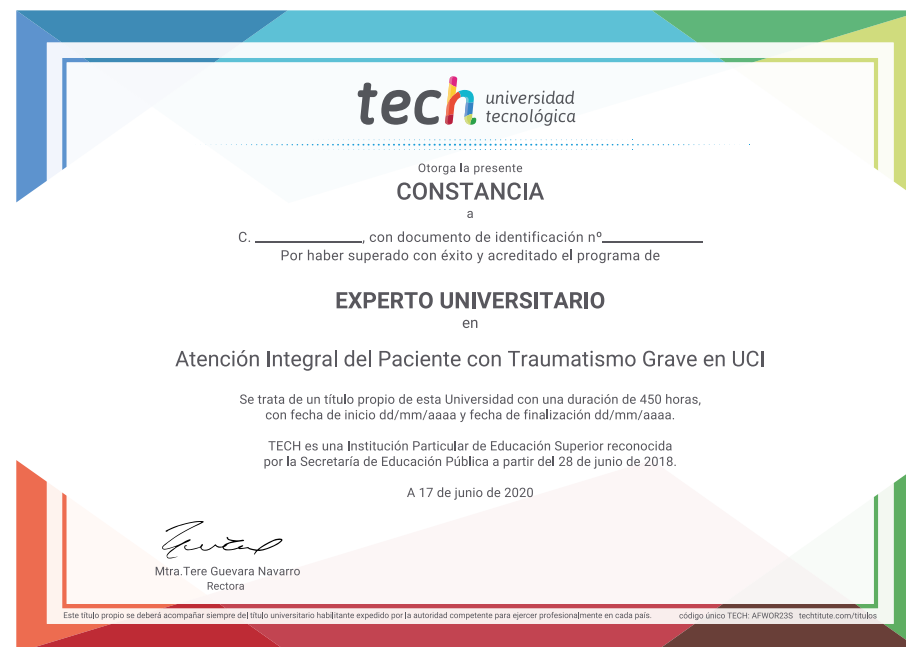 tech universidad
tecnológica
Otorga la presente
CONSTANCIA
a
C. ____________, con documento de identificación nº____________
Por haber superado con éxito y acreditado el programa de
EXPERTO UNIVERSITARIO
en
Atención Integral del Paciente con Traumatismo Grave en UCI
Se trata de un título propio de esta Universidad con una duración de 450 horas,
con fecha de inicio dd/mm/aaaa y fecha de finalización dd/mm/aaaa.
TECH es una Institución Particular de Educación Superior reconocida
por la Secretaría de Educación Pública a partir del 28 de junio de 2018.
A 17 de junio de 2020
Mtra.Tere Guevara Navarro
Rectora
Este título propio se deberá acompañar siempre del título universitario habilitante expedido por la autoridad competente para ejercer profesionalmente en cada país. código único TECH: AFWOR23S techtitute.com/titulos